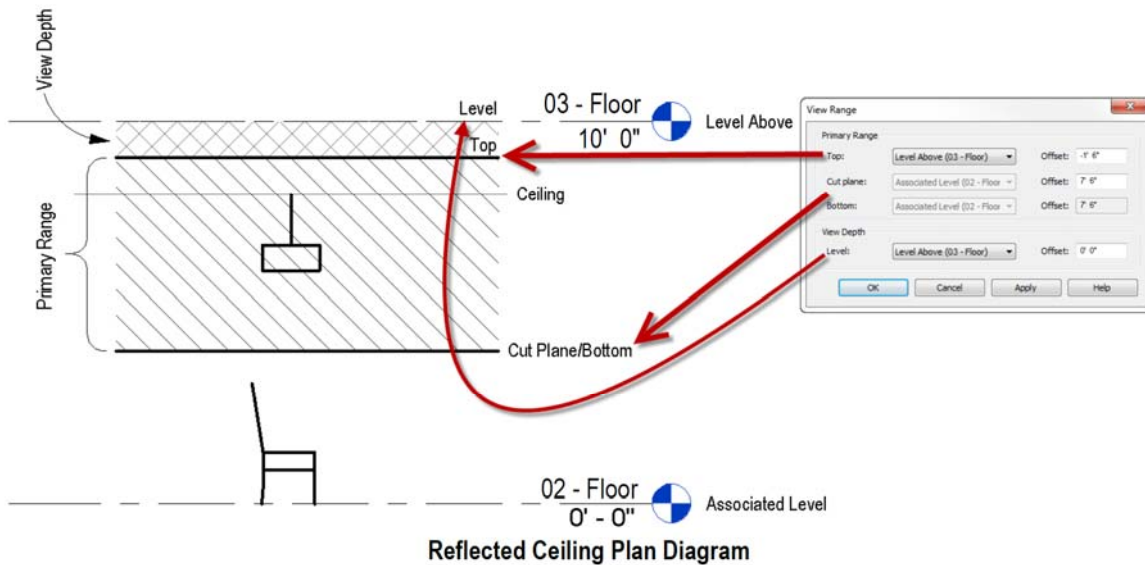 View Depth
Primary Range
Level
Top
03 - Floor
10'  0"
Level Above
Ceiling
Cut Plane/Bottom
02 - Floor
0' - 0"
Associated Level
View Range
Primary Range
Top: Level Above (03 - Floor) Offset: -1' 6"
Cut plane: Associated Level (02 - Floor Offset: 7' 6"
Bottom: Associated Level (02 - Floor Offset: 7' 6"
View Depth
Level: Level Above (03 - Floor) Offset: 0' 0"
OK Cancel Apply Help
Reflected Ceiling Plan Diagram